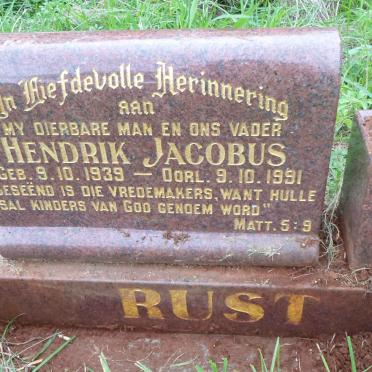 In Liefdevolle Herinnering
AAN
MY DIERBARE MAN EN ONS VADER
HENDRIK JACOBUS
GEB. 9.10.1939 — OORL. 9.10.1991
GESEËND IS DIE VREDEMAKERS, WANT HULLE
SAL KINDERS VAN GOD GENOEM WORD"
MATT. 5:9
RUST